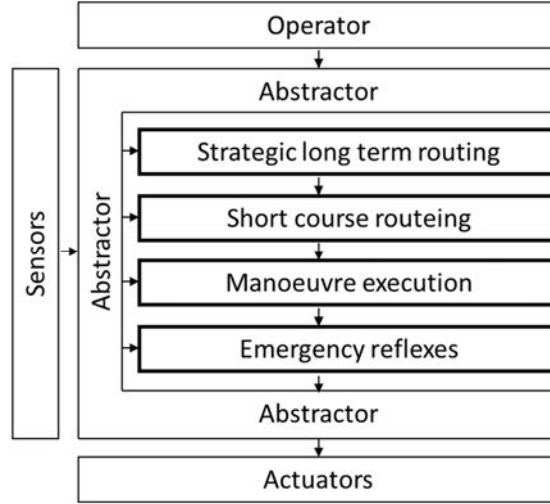 Operator
Abstractor
Sensors
Abstractor
Strategic long term routing
Short course routeing
Manoeuvre execution
Emergency reflexes
Abstractor
Actuators